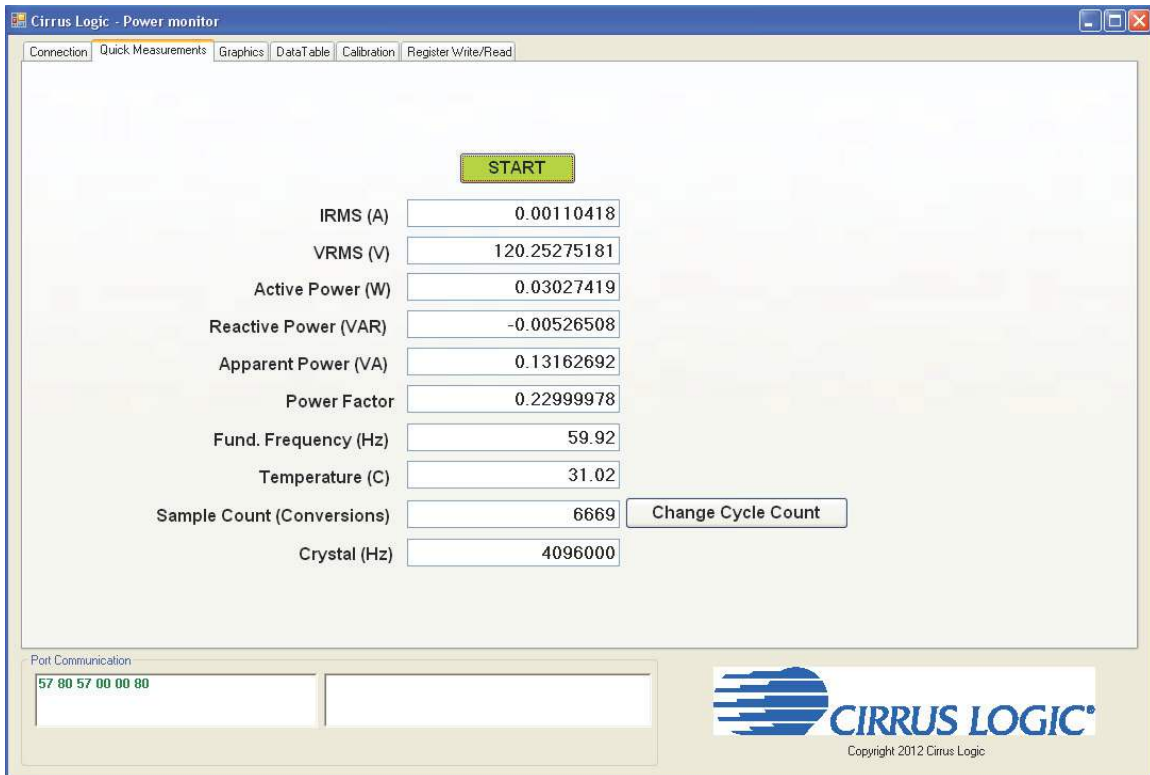 Cirrus Logic - Power monitor
Connection Quick Measurements Graphics DataTable Calibration Register Write/Read
START
IRMS (A) 0.00110418
VRMS (V) 120.25275181
Active Power (W) 0.03027419
Reactive Power (VAR) -0.00526508
Apparent Power (VA) 0.13162692
Power Factor 0.22999978
Fund. Frequency (Hz) 59.92
Temperature (C) 31.02
Sample Count (Conversions) 6669 Change Cycle Count
Crystal (Hz) 4096000
Port Communication
57 80 57 00 00 80
CIRRUS LOGIC®
Copyright 2012 Cirrus Logic